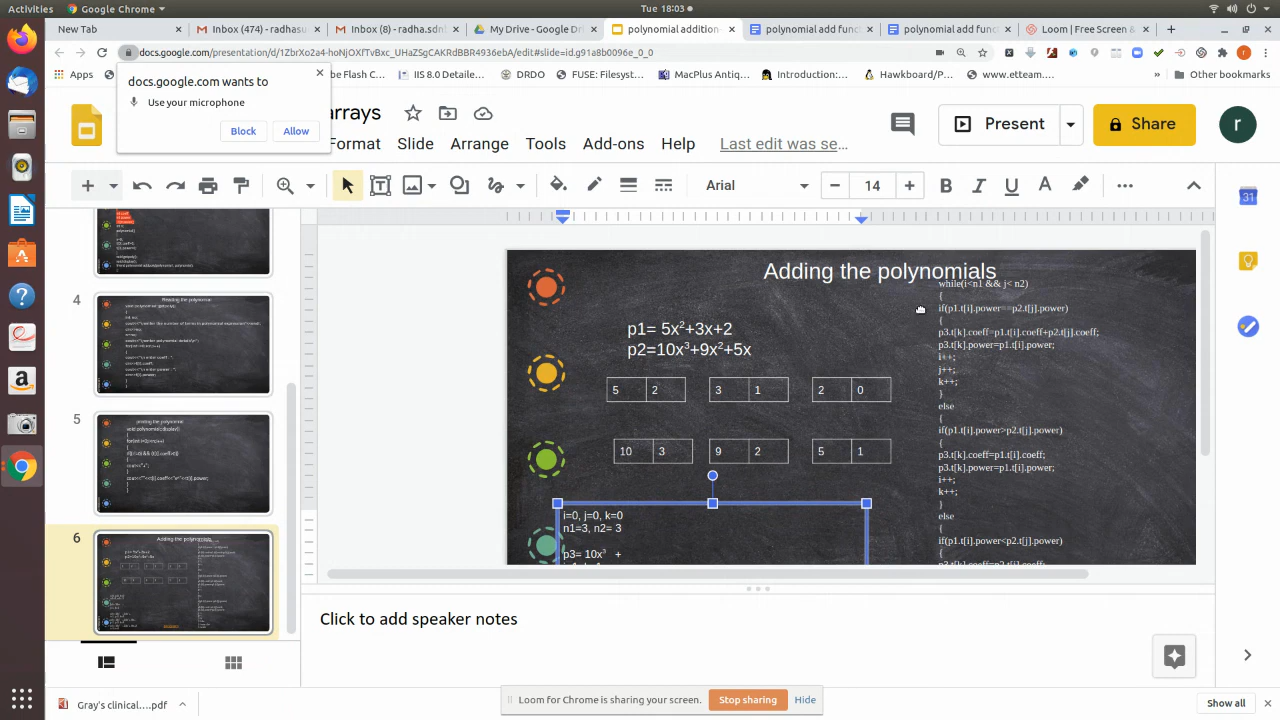 Activities
Google Chrome
Tue 18:03
New Tab
Inbox (474) - radhasu
Inbox (8) - radha.sdm
My Drive - Google Drive
polynomial addition-
polynomial add func
polynomial add func
Loom | Free Screen &
docs.google.com/presentation/d/1ZbrXo2a4-hoNjOXfTvBxc_UHaZSgCAKRdBBR4936ebA/edit#slide=id.g91a8b0096e_0_0
Apps
be Flash C...
IIS 8.0 Detaile...
DRDO
FUSE: Filesyst...
MacPlus Antiq...
Introduction:...
Hawkboard/P...
www.etteam....
»
Other bookmarks
docs.google.com wants to
Use your microphone
Block
Allow
arrays
Format
Slide
Arrange
Tools
Add-ons
Help
Last edit was se...
Present
Share
r
Arial
14
4
5
6
Adding the polynomials
p1= 5x²+3x+2
p2=10x³+9x²+5x
5 2
3 1
2 0
10 3
9 2
5 1
i=0, j=0, k=0
n1=3, n2= 3
p3= 10x³ +
while(i<n1 && j< n2)
{
if(p1.t[i].power==p2.t[j].power)
{
p3.t[k].coeff=p1.t[i].coeff+p2.t[j].coeff;
p3.t[k].power=p1.t[i].power;
i++;
j++;
k++;
}
else
{
if(p1.t[i].power>p2.t[j].power)
{
p3.t[k].coeff=p1.t[i].coeff;
p3.t[k].power=p1.t[i].power;
i++;
k++;
}
else
{
if(p1.t[i].power<p2.t[j].power)
{
Click to add speaker notes
Loom for Chrome is sharing your screen.
Stop sharing
Hide
Gray's clinical....pdf
Show all